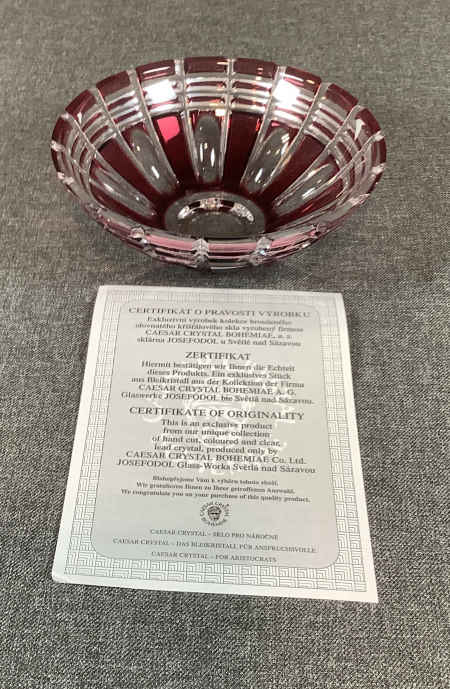 CERTIFIKÁT O PRAVOSTI VÝROBKU
Exkluzivní výrobek kolekce broušeného
olovnatého křišťálového skla vyrobený firmou
CAESAR CRYSTAL BOHEMIAE, a. s.
sklárna JOSEFODOL u Světlé nad Sázavou
ZERTIFIKAT
Hiermit bestätigen wir Ihnen die Echtheit
dieses Produkts. Ein exklusives Stück
aus Bleikristall aus der Kollektion der Firma
CAESAR CRYSTAL BOHEMIAE A. G.
Glaswerke JOSEFODOL bie Světlá nad Sázavou.
CERTIFICATE OF ORIGINALITY
This is an exclusive product
from our unique collection
of hand cut, coloured and clear,
lead crystal, produced only by
CAESAR CRYSTAL BOHEMIAE Co. Ltd.
JOSEFODOL Glass-Works Světlá nad Sázavou
Blahopřejeme Vám k výběru tohoto zboží.
Wir gratulieren Ihnen zu Ihrer getroffenen Auswahl.
We congratulate you on your purchase of this quality product.
CAESAR CRYSTAL
BOHEMIAE
CAESAR CRYSTAL – SKLO PRO NÁROČNÉ
CAESAR CRYSTAL – DAS BLEIKRISTALL FÜR ANSPRUCHSVOLLE
CAESAR CRYSTAL – FOR ARISTOCRATS